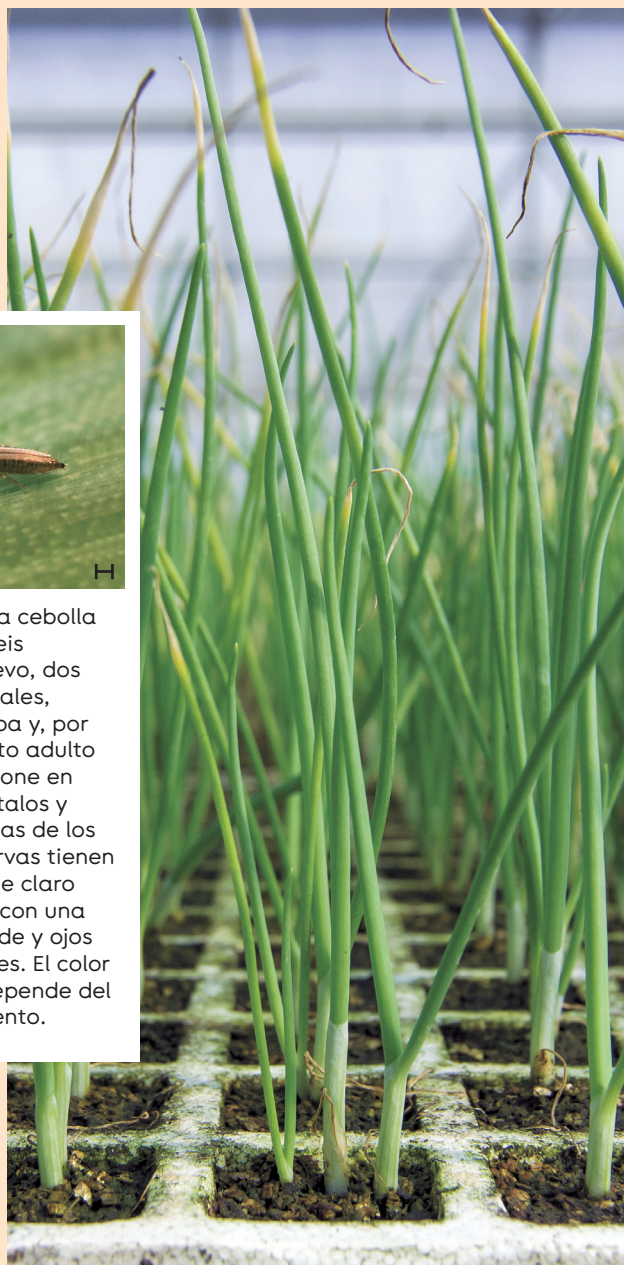 H
a cebolla
eis
evo, dos
ales,
pa y, por
to adulto
one en
talos y
as de los
rvas tienen
e claro
con una
de y ojos
es. El color
epende del
ento.